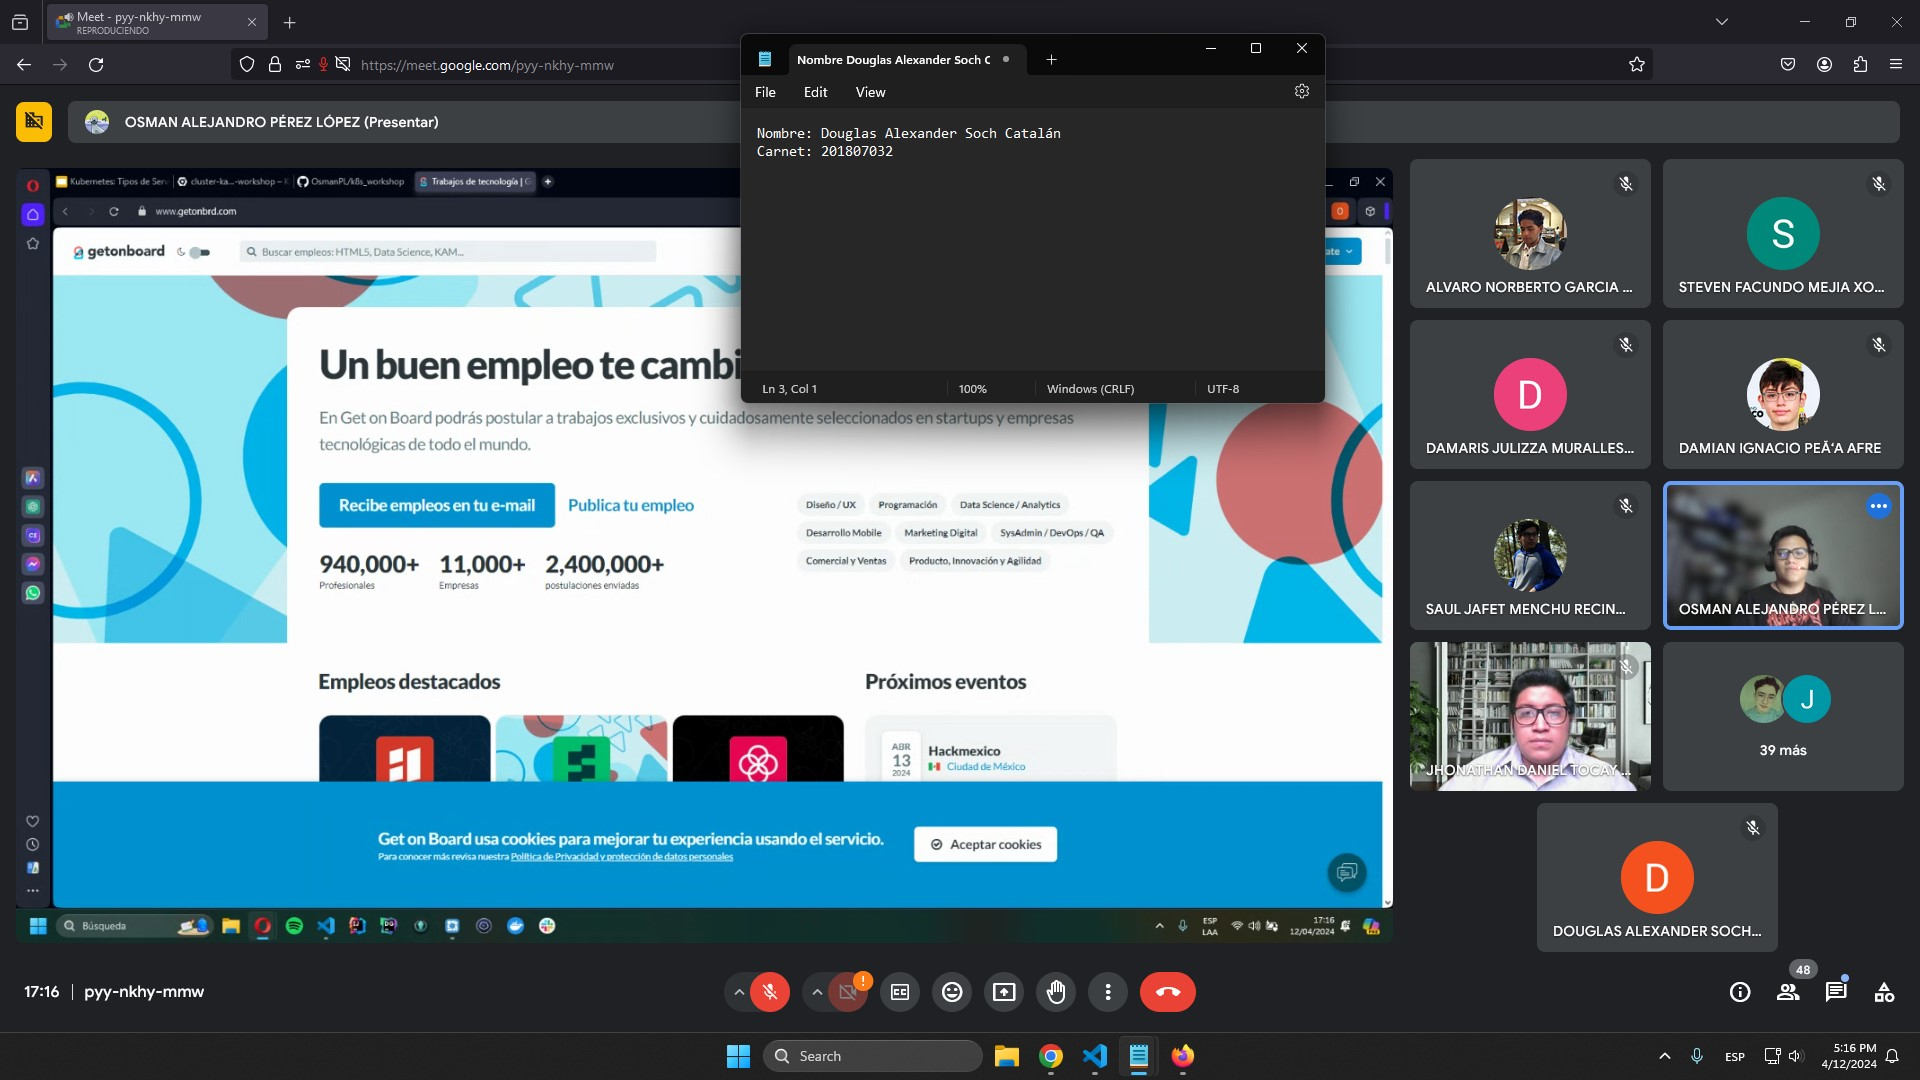 Meet - pyy-nkhy-mmw
REPRODUCIENDO
https://meet.google.com/pyy-nkhy-mmw
OSMAN ALEJANDRO PÉREZ LÓPEZ (Presentar)
Nombre Douglas Alexander Soch C
File Edit View
Nombre: Douglas Alexander Soch Catalán
Carnet: 201807032
Ln 3, Col 1 100% Windows (CRLF) UTF-8
Kubernetes: Tipos de Ser
cluster-ka...-workshop – K
OsmanPL/k8s_workshop
Trabajos de tecnología | G
www.getonbrd.com
getonboard
Buscar empleos: HTML5, Data Science, KAM...
ate
Un buen empleo te cambi
En Get on Board podrás postular a trabajos exclusivos y cuidadosamente seleccionados en startups y empresas
tecnológicas de todo el mundo.
Recibe empleos en tu e-mail
Publica tu empleo
Diseño / UX Programación Data Science / Analytics
Desarrollo Mobile Marketing Digital SysAdmin / DevOps / QA
Comercial y Ventas Producto, Innovación y Agilidad
940,000+ 11,000+ 2,400,000+
Profesionales Empresas postulaciones enviadas
Empleos destacados
Próximos eventos
ABR
13
2024
Hackmexico
Ciudad de México
Get on Board usa cookies para mejorar tu experiencia usando el servicio.
Para conocer más revisa nuestra Política de Privacidad y protección de datos personales
Aceptar cookies
Búsqueda
ESP
LAA
17:16
12/04/2024
ALVARO NORBERTO GARCIA ...
S
STEVEN FACUNDO MEJIA XO...
D
DAMARIS JULIZZA MURALLES...
DAMIAN IGNACIO PEÃ‘A AFRE
SAUL JAFET MENCHU RECIN...
OSMAN ALEJANDRO PÉREZ L...
JHONATHAN DANIEL TOCAY ...
J
39 más
D
DOUGLAS ALEXANDER SOCH...
17:16 | pyy-nkhy-mmw
48
Search
ESP
5:16 PM
4/12/2024